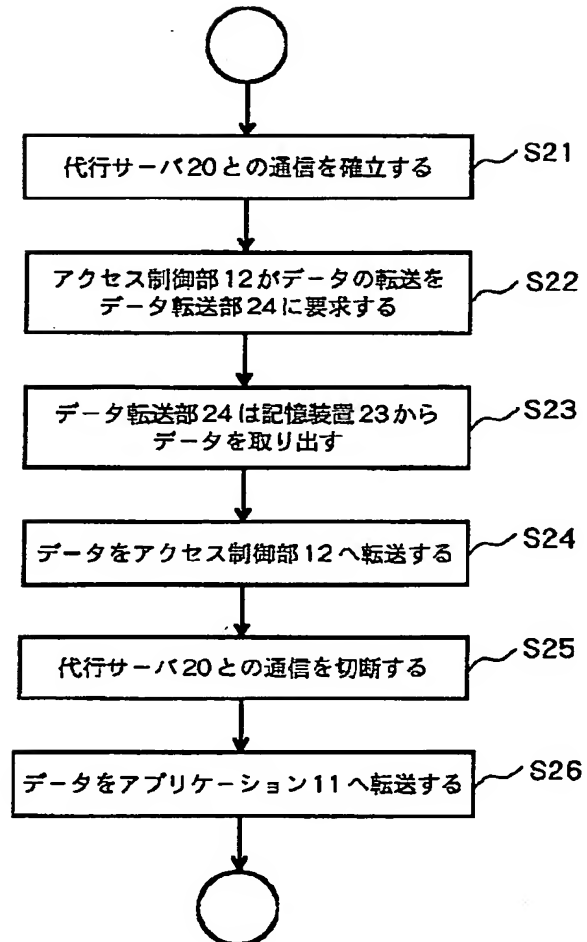 代行サーバ20との通信を確立する
S21
アクセス制御部12がデータの転送を
データ転送部24に要求する
S22
データ転送部24は記憶装置23から
データを取り出す
S23
データをアクセス制御部12へ転送する
S24
代行サーバ20との通信を切断する
S25
データをアプリケーション11へ転送する
S26